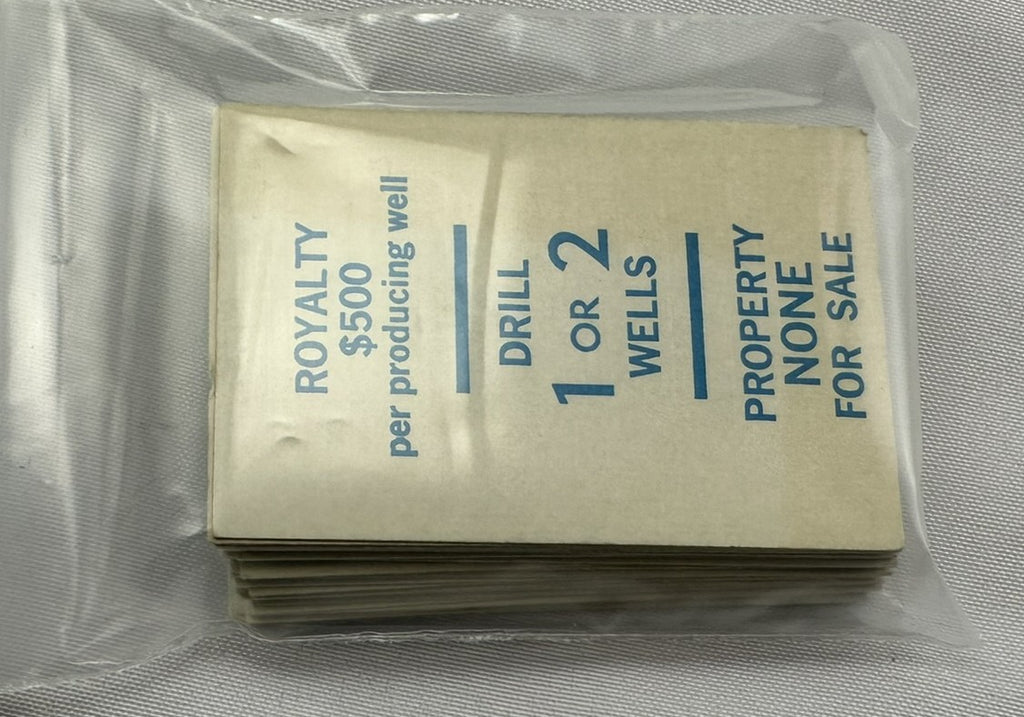 ROYALTY
$500
per producing well
DRILL
1 OR 2
WELLS
PROPERTY
NONE
FOR SALE